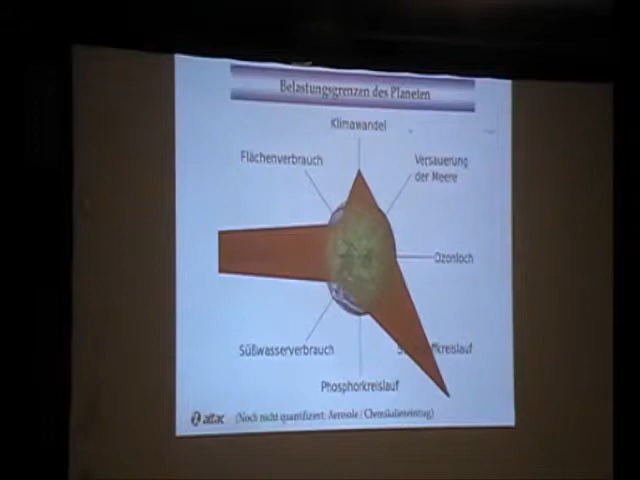 Belastungsgrenzen des Planeten
Klimawandel
Flächenverbrauch
Versauerung
der Meere
Ozonloch
Süßwasserverbrauch
Phosphorkreislauf
attac (Noch nicht quantifiziert: Aerosole / Chemikalieneintrag)